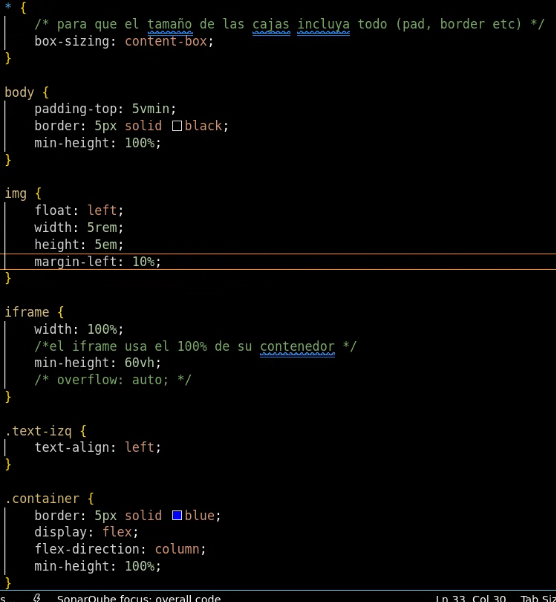 * {
/* para que el tamaño de las cajas incluya todo (pad, border etc) */
box-sizing: content-box;
}
body {
padding-top: 5vmin;
border: 5px solid black;
min-height: 100%;
}
img {
float: left;
width: 5rem;
height: 5em;
margin-left: 10%;
}
iframe {
width: 100%;
/*el iframe usa el 100% de su contenedor */
min-height: 60vh;
/* overflow: auto; */
}
.text-izq {
text-align: left;
}
.container {
border: 5px solid blue;
display: flex;
flex-direction: column;
min-height: 100%;
}
s SonarQube focus: overall code Ln 33, Col 30 Tab Siz